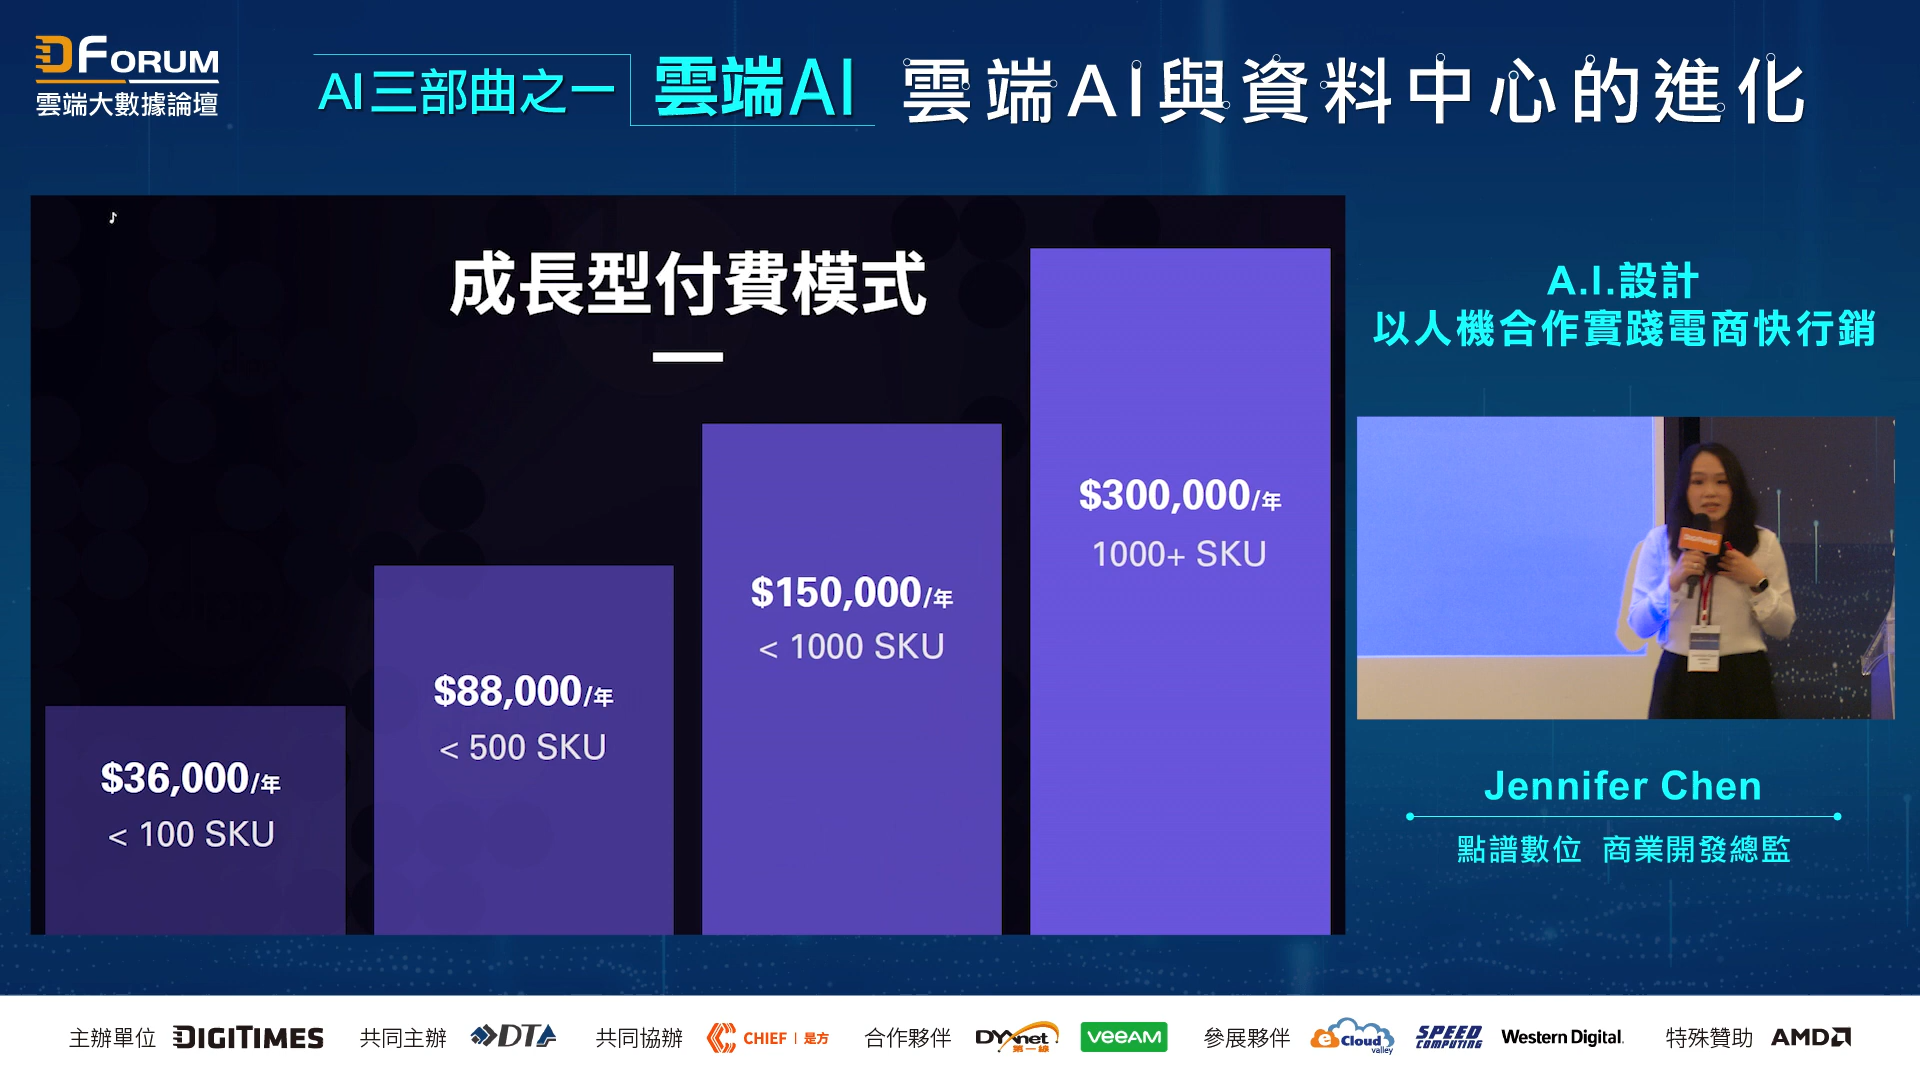 DFORUM
雲端大數據論壇
AI三部曲之一 雲端AI 雲端AI與資料中心的進化
成長型付費模式
$36,000/年
< 100 SKU
$88,000/年
< 500 SKU
$150,000/年
< 1000 SKU
$300,000/年
1000+ SKU
A.I.設計
以人機合作實踐電商快行銷
DIGITIMES
Jennifer Chen
點譜數位 商業開發總監
主辦單位 DIGITIMES 共同主辦 DTA 共同協辦 CHIEF | 是方 合作夥伴 DYXnet 第一線 veeAM 參展夥伴 eCloud valley SPEED COMPUTING Western Digital. 特殊贊助 AMD